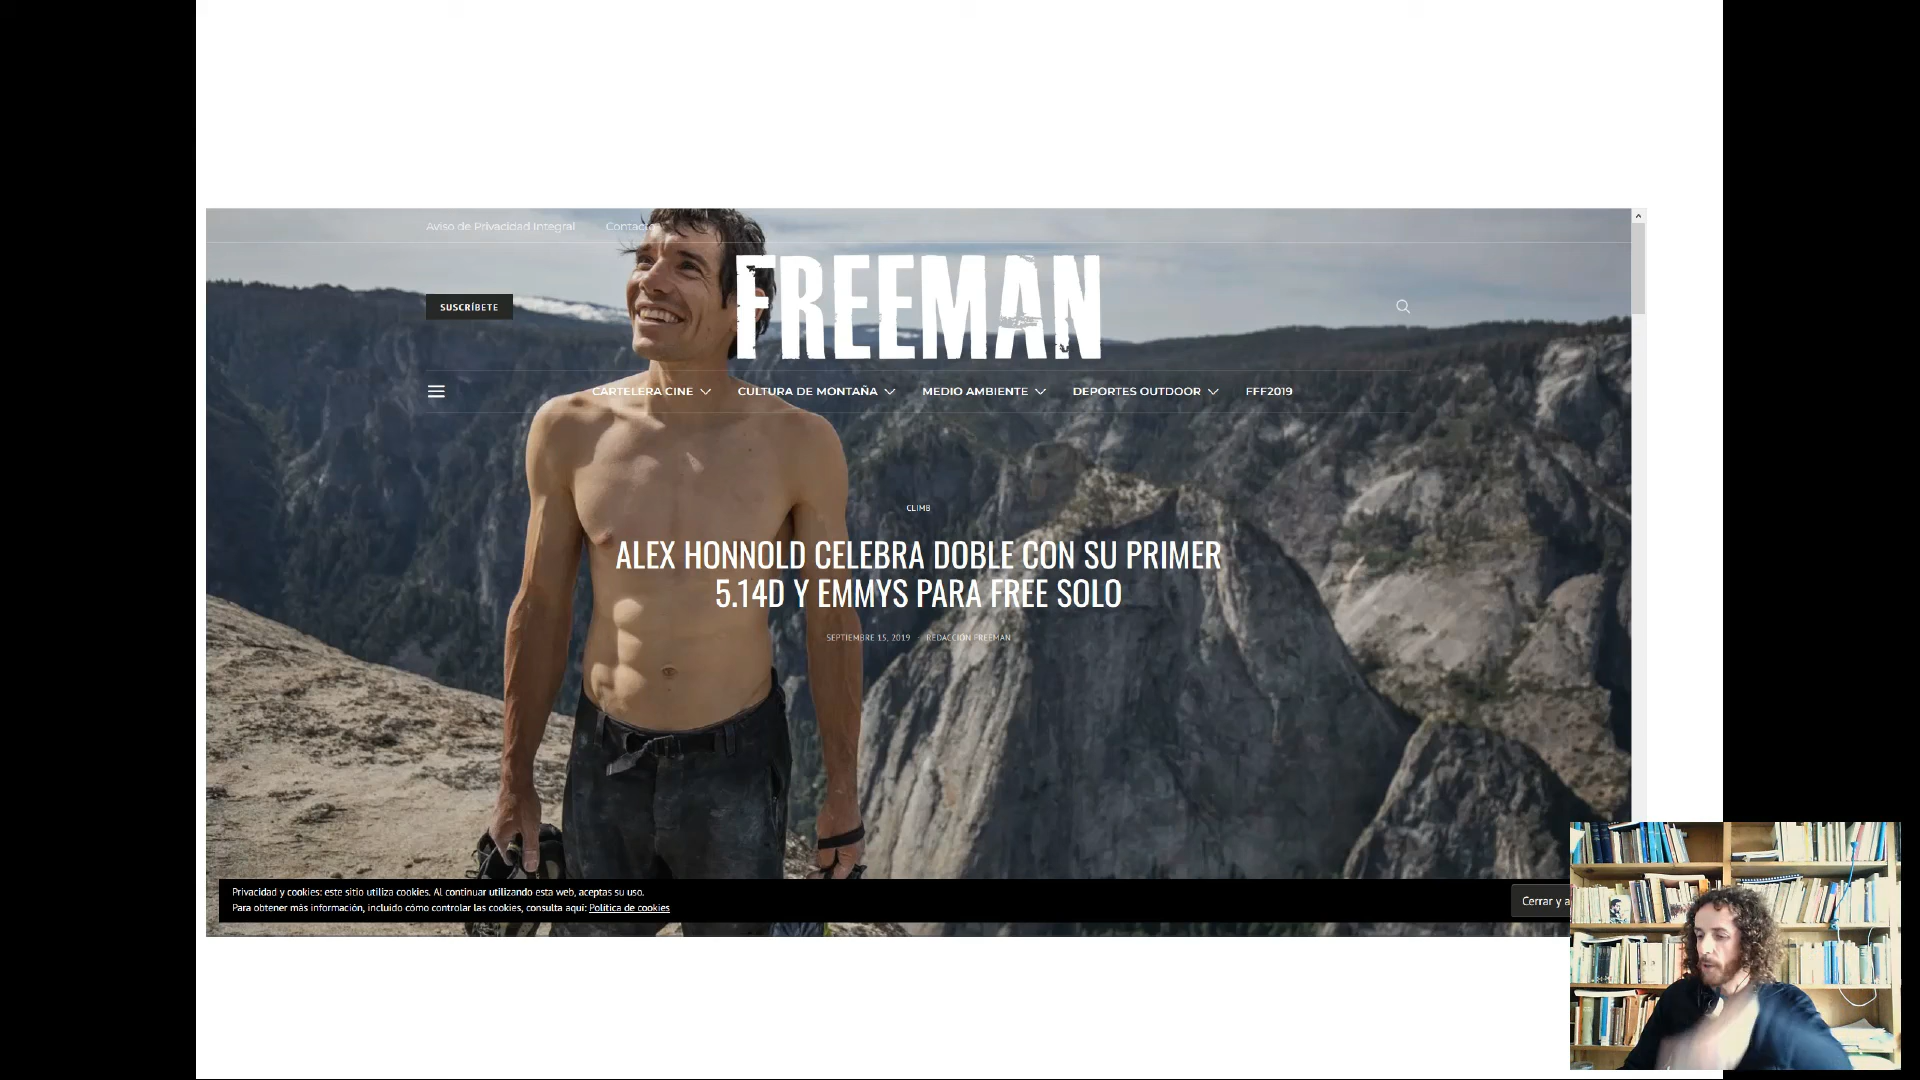 Aviso de Privacidad Integral
Contacto
FREEMAN
SUSCRÍBETE
CARTELERA CINE
CULTURA DE MONTAÑA
MEDIO AMBIENTE
DEPORTES OUTDOOR
FFF2019
CLIMB
ALEX HONNOLD CELEBRA DOBLE CON SU PRIMER
5.14D Y EMMYS PARA FREE SOLO
SEPTIEMBRE 15, 2019 — REDACCIÓN FREEMAN
Privacidad y cookies: este sitio utiliza cookies. Al continuar utilizando esta web, aceptas su uso.
Para obtener más información, incluido cómo controlar las cookies, consulta aquí: Política de cookies
Cerrar y a